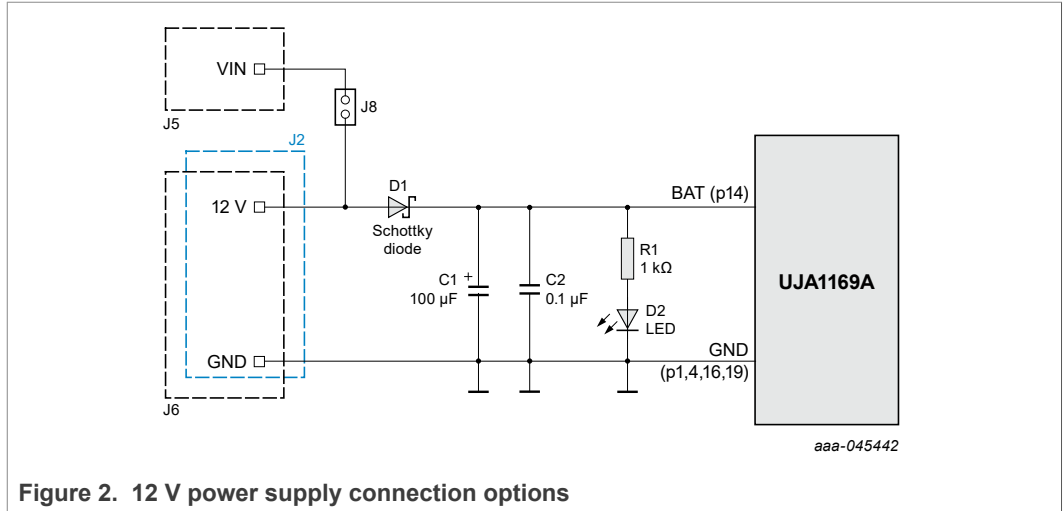 VIN
J5
J8
J2
12 V
D1
Schottky
diode
BAT (p14)
C1 +
100 µF
C2
0.1 µF
R1
1 kΩ
D2
LED
UJA1169A
GND
GND
(p1,4,16,19)
J6
aaa-045442
Figure 2. 12 V power supply connection options